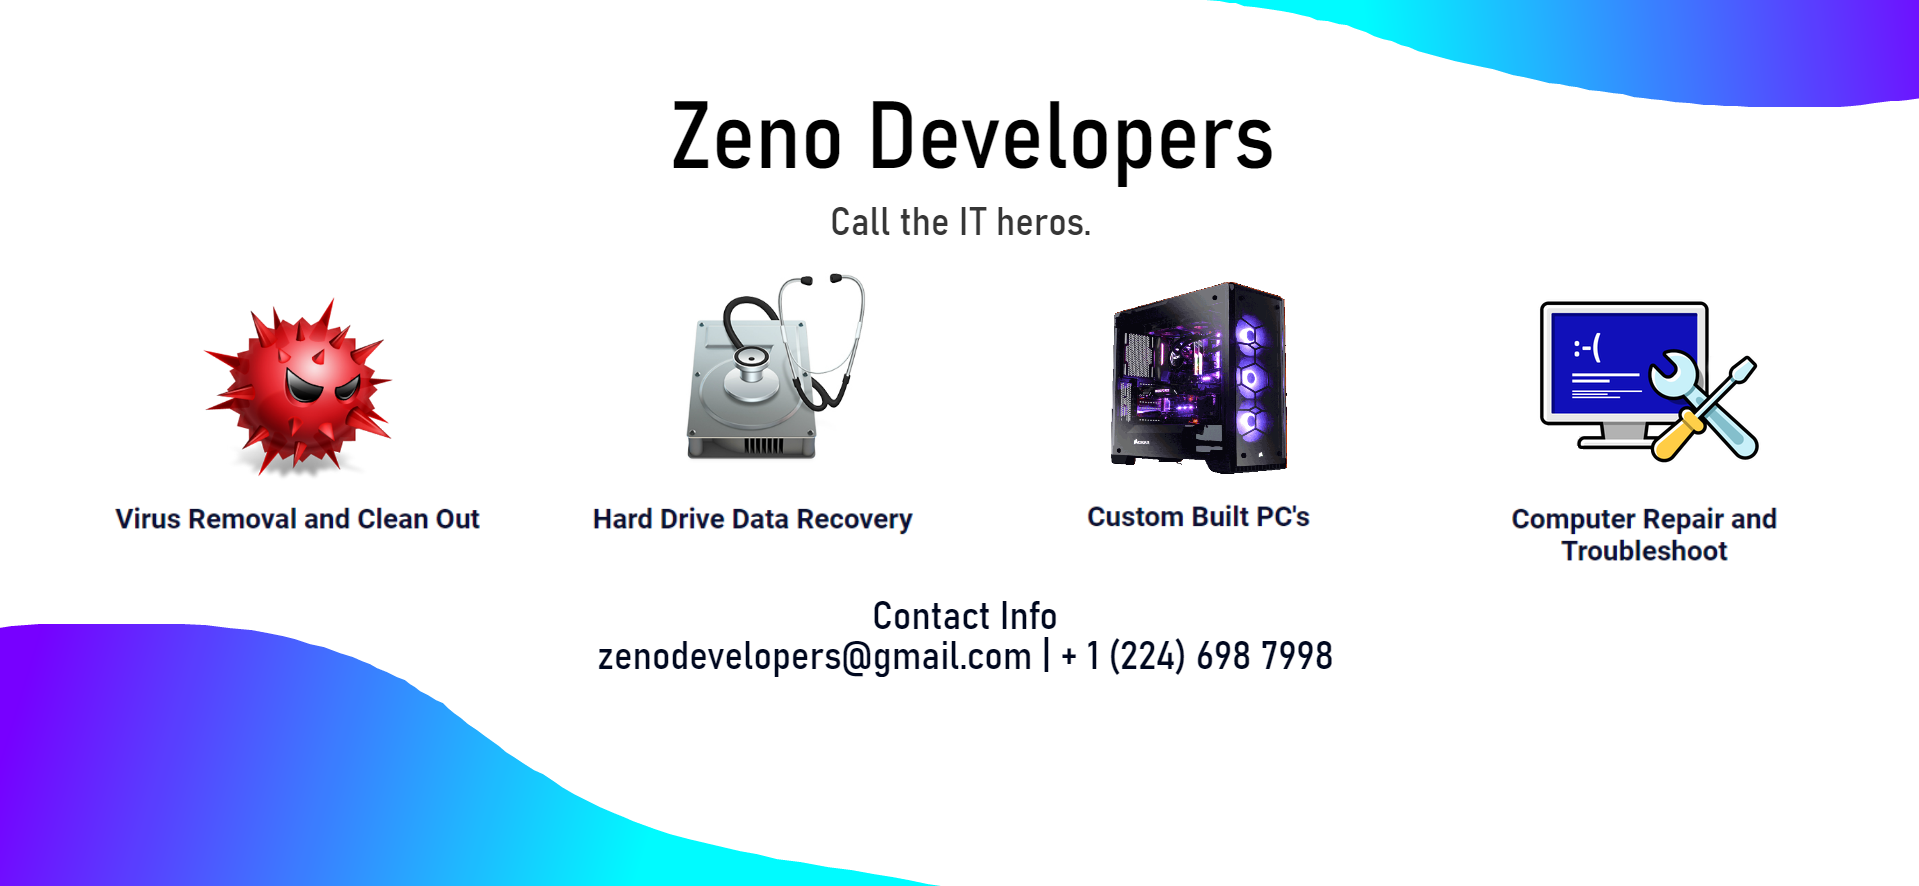 Zeno Developers
Call the IT heros.
:-(
Virus Removal and Clean Out
Hard Drive Data Recovery
Custom Built PC's
Computer Repair and
Troubleshoot
Contact Info
zenodevelopers@gmail.com | + 1 (224) 698 7998